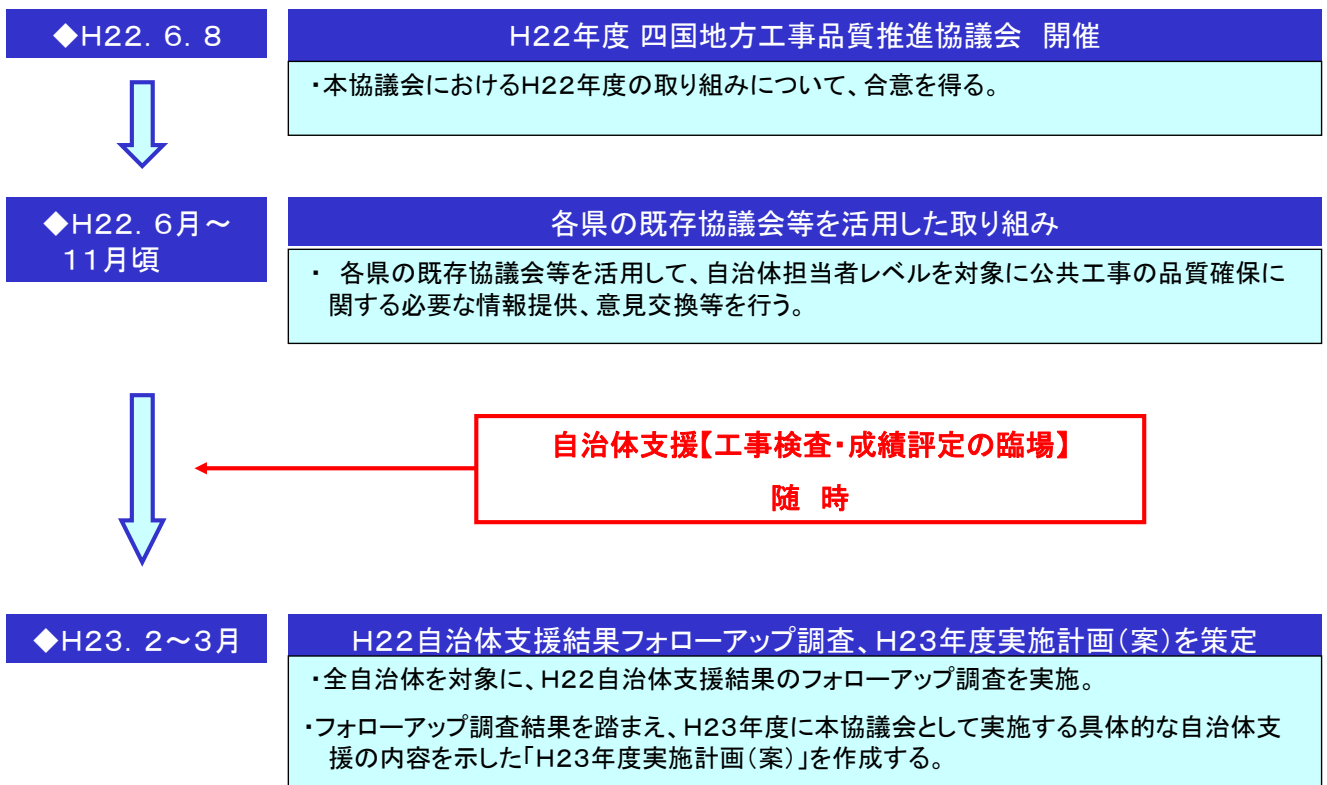 ◆H22．6．8
H22年度 四国地方工事品質推進協議会　開催
・本協議会におけるH22年度の取り組みについて、合意を得る。
◆H22．6月～
11月頃
各県の既存協議会等を活用した取り組み
・ 各県の既存協議会等を活用して、自治体担当者レベルを対象に公共工事の品質確保に
関する必要な情報提供、意見交換等を行う。
自治体支援【工事検査・成績評定の臨場】
随　時
◆H23．2～3月
H22自治体支援結果フォローアップ調査、H23年度実施計画（案）を策定
・全自治体を対象に、H22自治体支援結果のフォローアップ調査を実施。
・フォローアップ調査結果を踏まえ、H23年度に本協議会として実施する具体的な自治体支
援の内容を示した「H23年度実施計画（案）」を作成する。